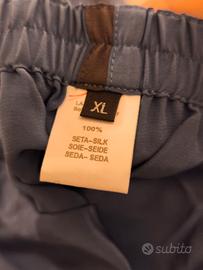 XL
100%
SETA-SILK
SOIE-SEIDE
SEDA- SEDA
subito